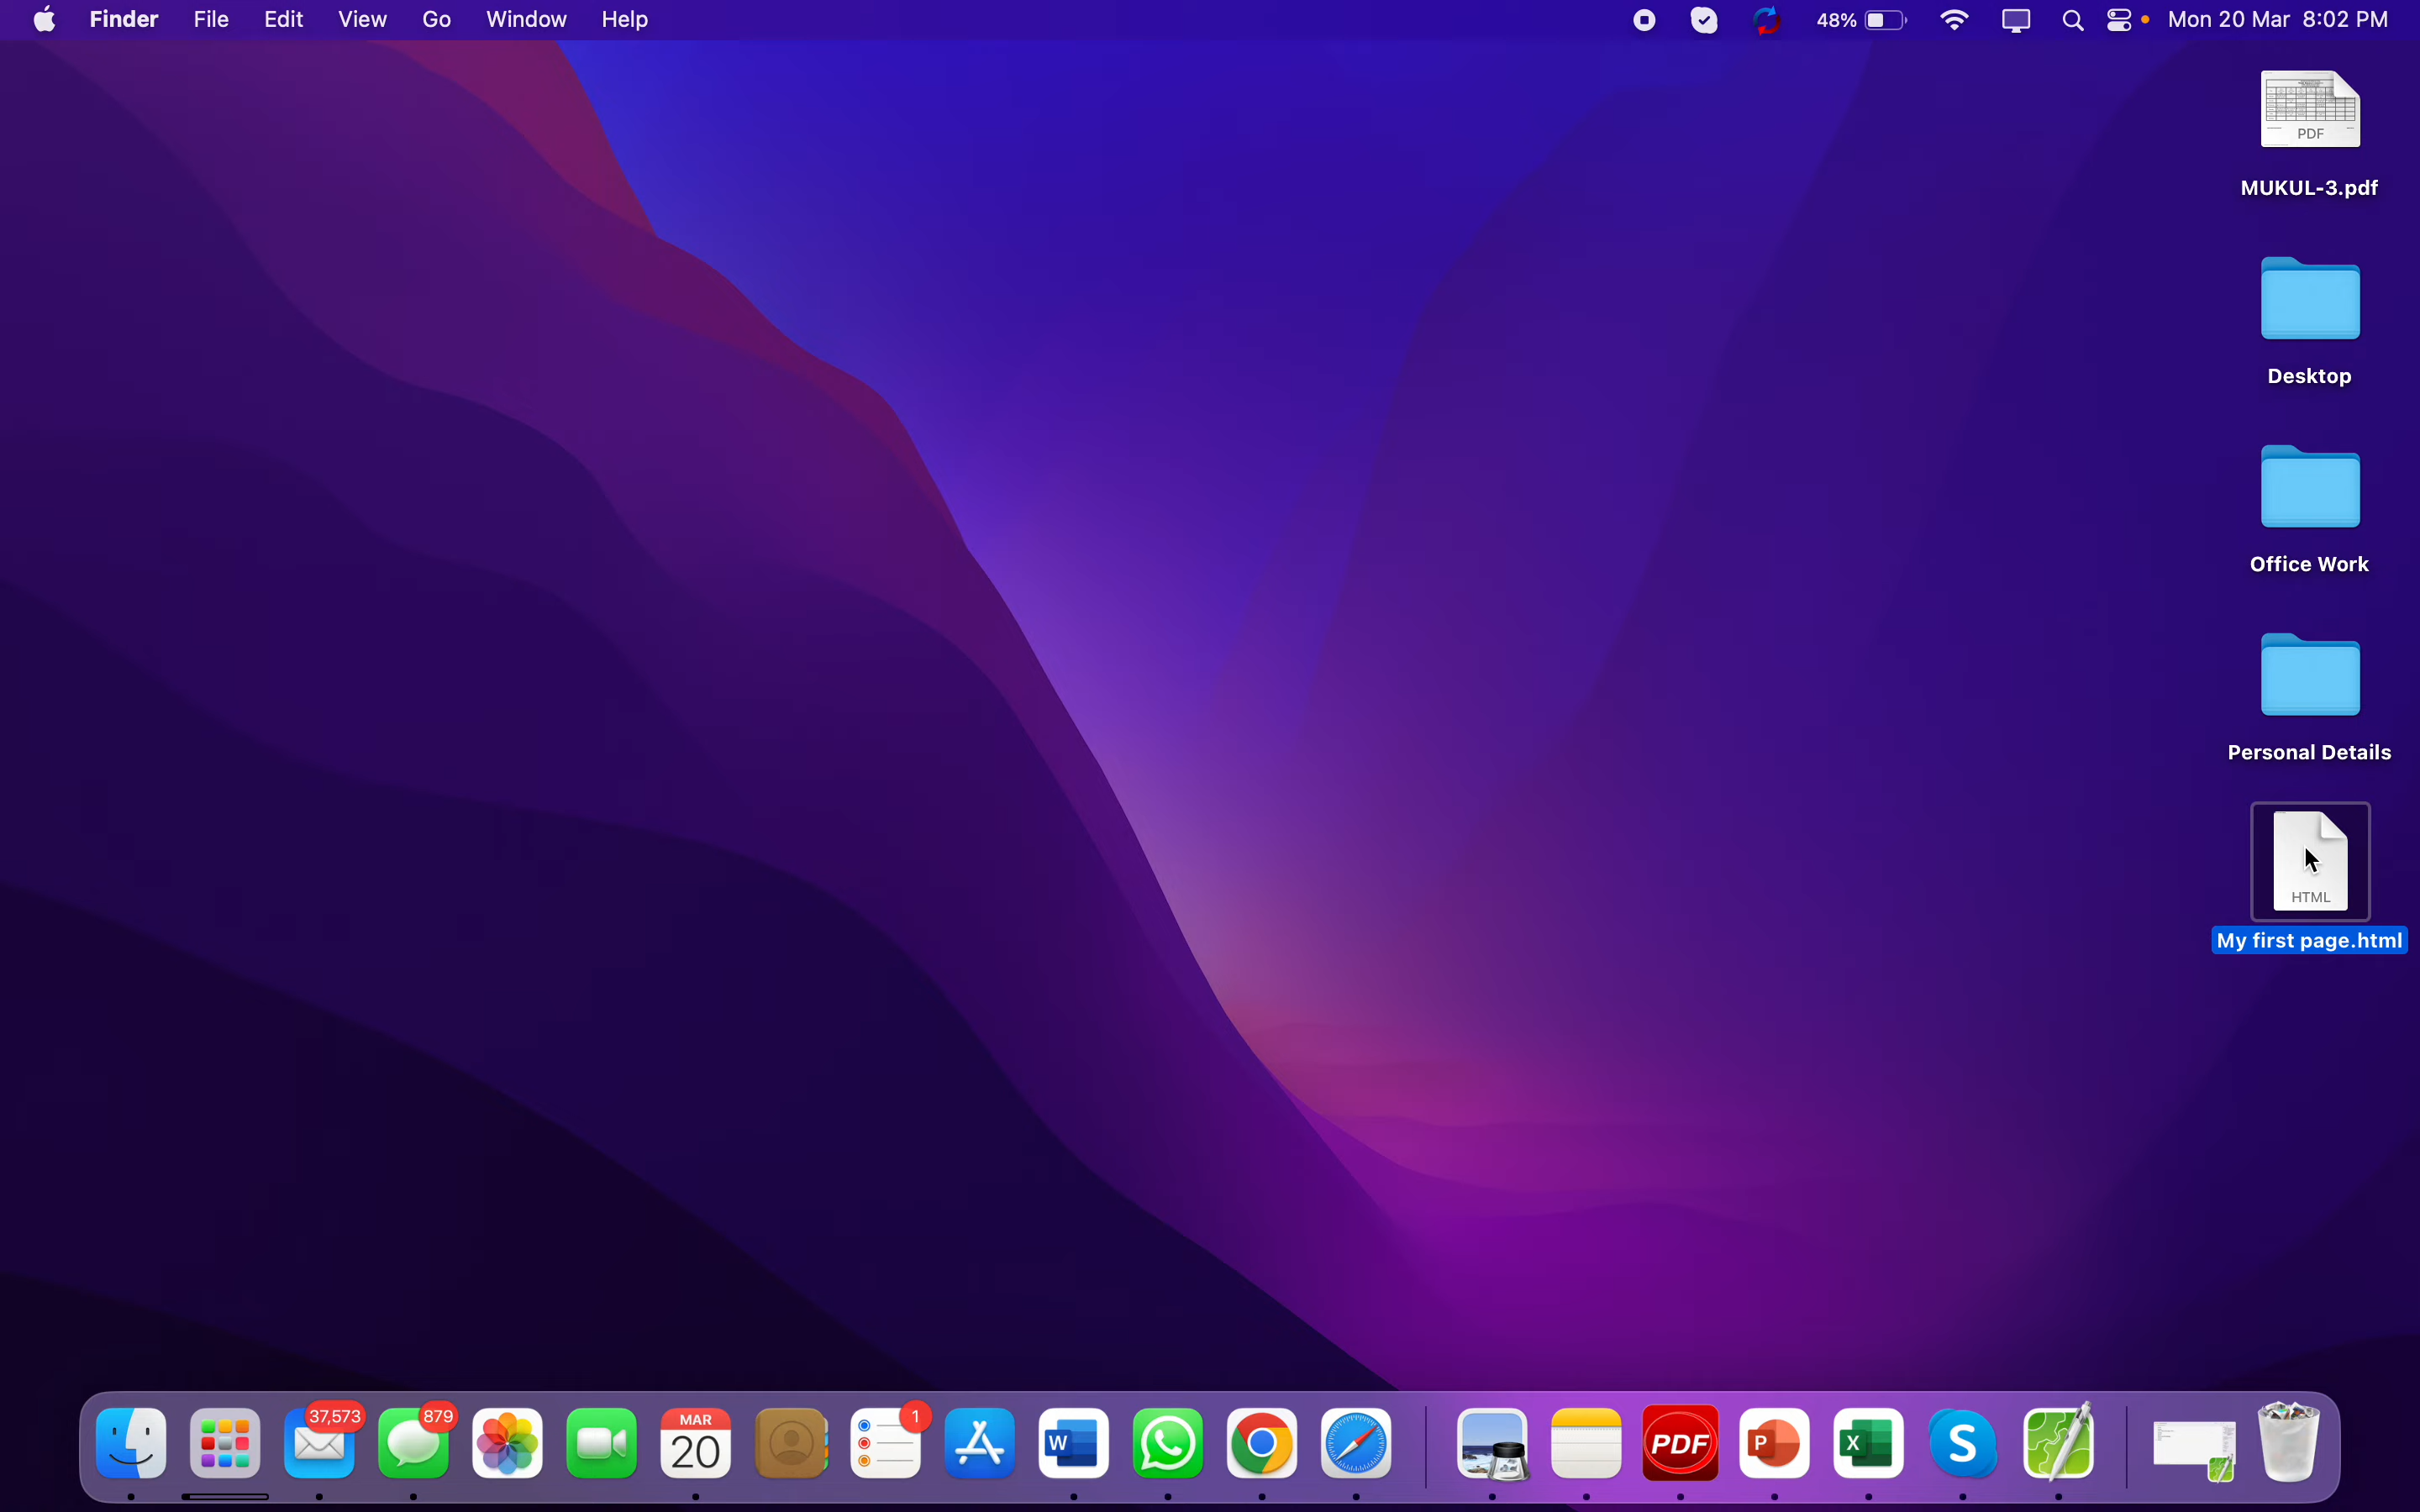 Finder File Edit View Go Window Help 48% Mon 20 Mar 8:02 PM
PDF
MUKUL-3.pdf
Desktop
Office Work
Personal Details
HTML
My first page.html
37,573
879
MAR
20
1
W
PDF
P
X
S